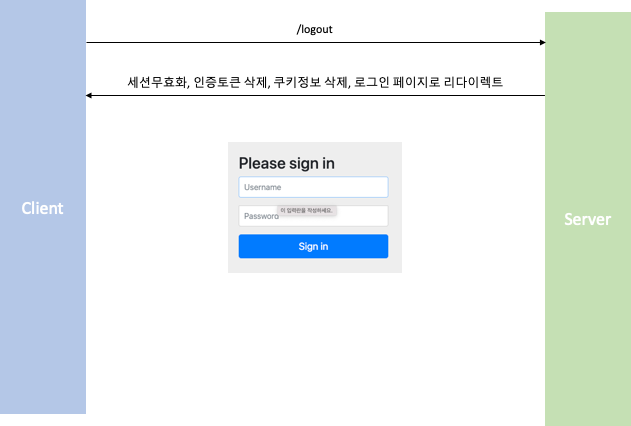 /logout
세션무효화, 인증토큰 삭제, 쿠키정보 삭제, 로그인 페이지로 리다이렉트
Please sign in
Username
Password
이 입력란을 작성하세요.
Sign in
Client
Server